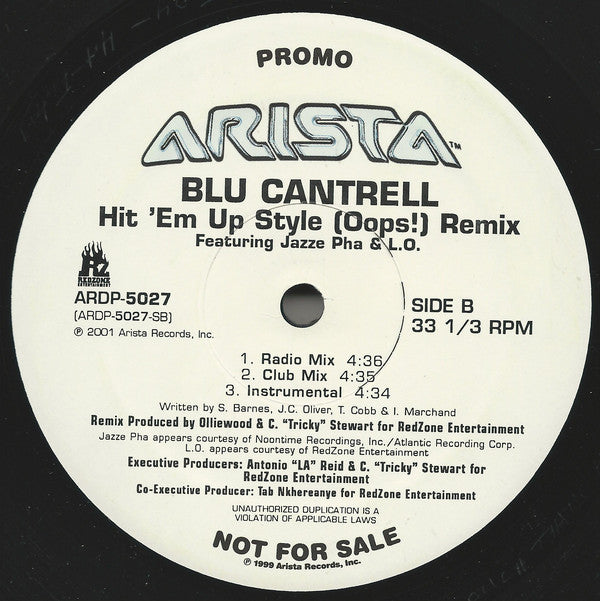 PROMO
ARISTA™
BLU CANTRELL
Hit 'Em Up Style (Oops!) Remix
Featuring Jazze Pha & L.O.
RZ
REDZONE
ENTERTAINMENT
ARDP-5027
(ARDP-5027-SB)
℗ 2001 Arista Records, Inc.
SIDE B
33 1/3 RPM
1. Radio Mix 4:36
2. Club Mix 4:35
3. Instrumental 4:34
Written by S. Barnes, J.C. Oliver, T. Cobb & I. Marchand
Remix Produced by Olliewood & C. "Tricky" Stewart for RedZone Entertainment
Jazze Pha appears courtesy of Noontime Recordings, Inc./Atlantic Recording Corp.
L.O. appears courtesy of RedZone Entertainment
Executive Producers: Antonio "LA" Reid & C. "Tricky" Stewart for
RedZone Entertainment
Co-Executive Producer: Tab Nkhereanye for RedZone Entertainment
UNAUTHORIZED DUPLICATION IS A
VIOLATION OF APPLICABLE LAWS
NOT FOR SALE
℗ 1999 Arista Records, Inc.